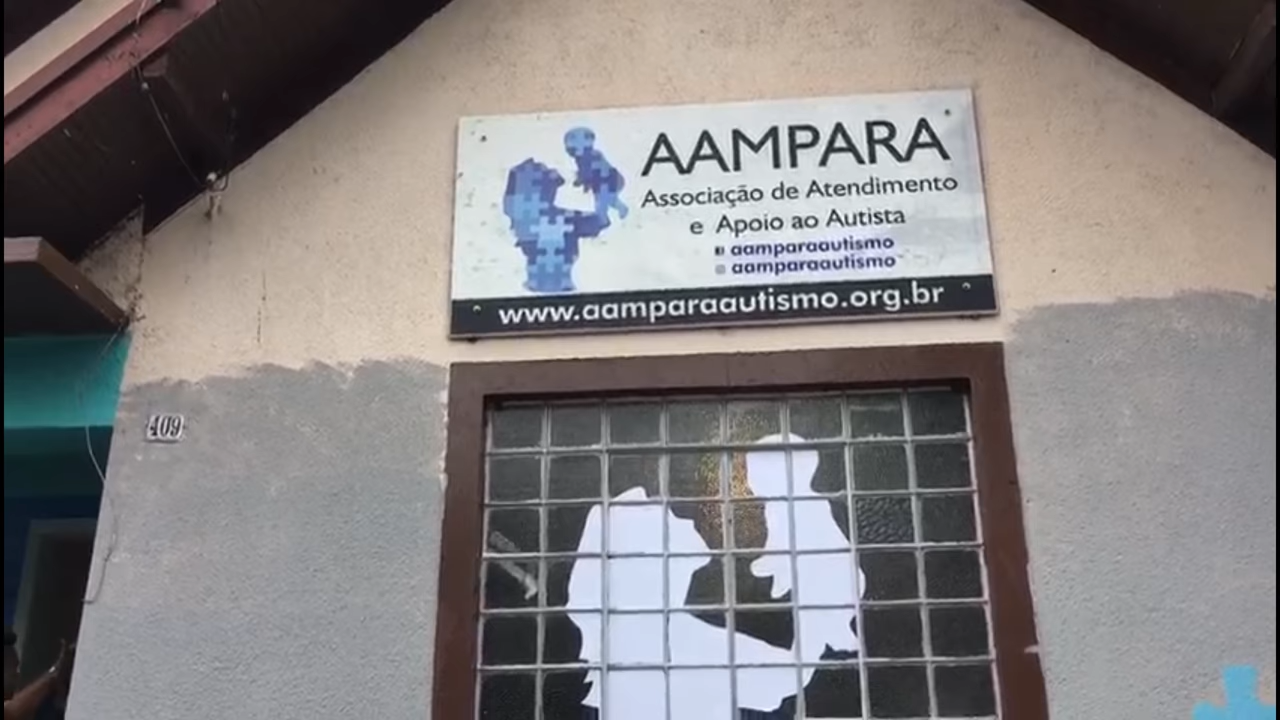 AAMPARA
Associação de Atendimento
e Apoio ao Autista
aamparaautismo
aamparaautismo
www.aamparaautismo.org.br
409